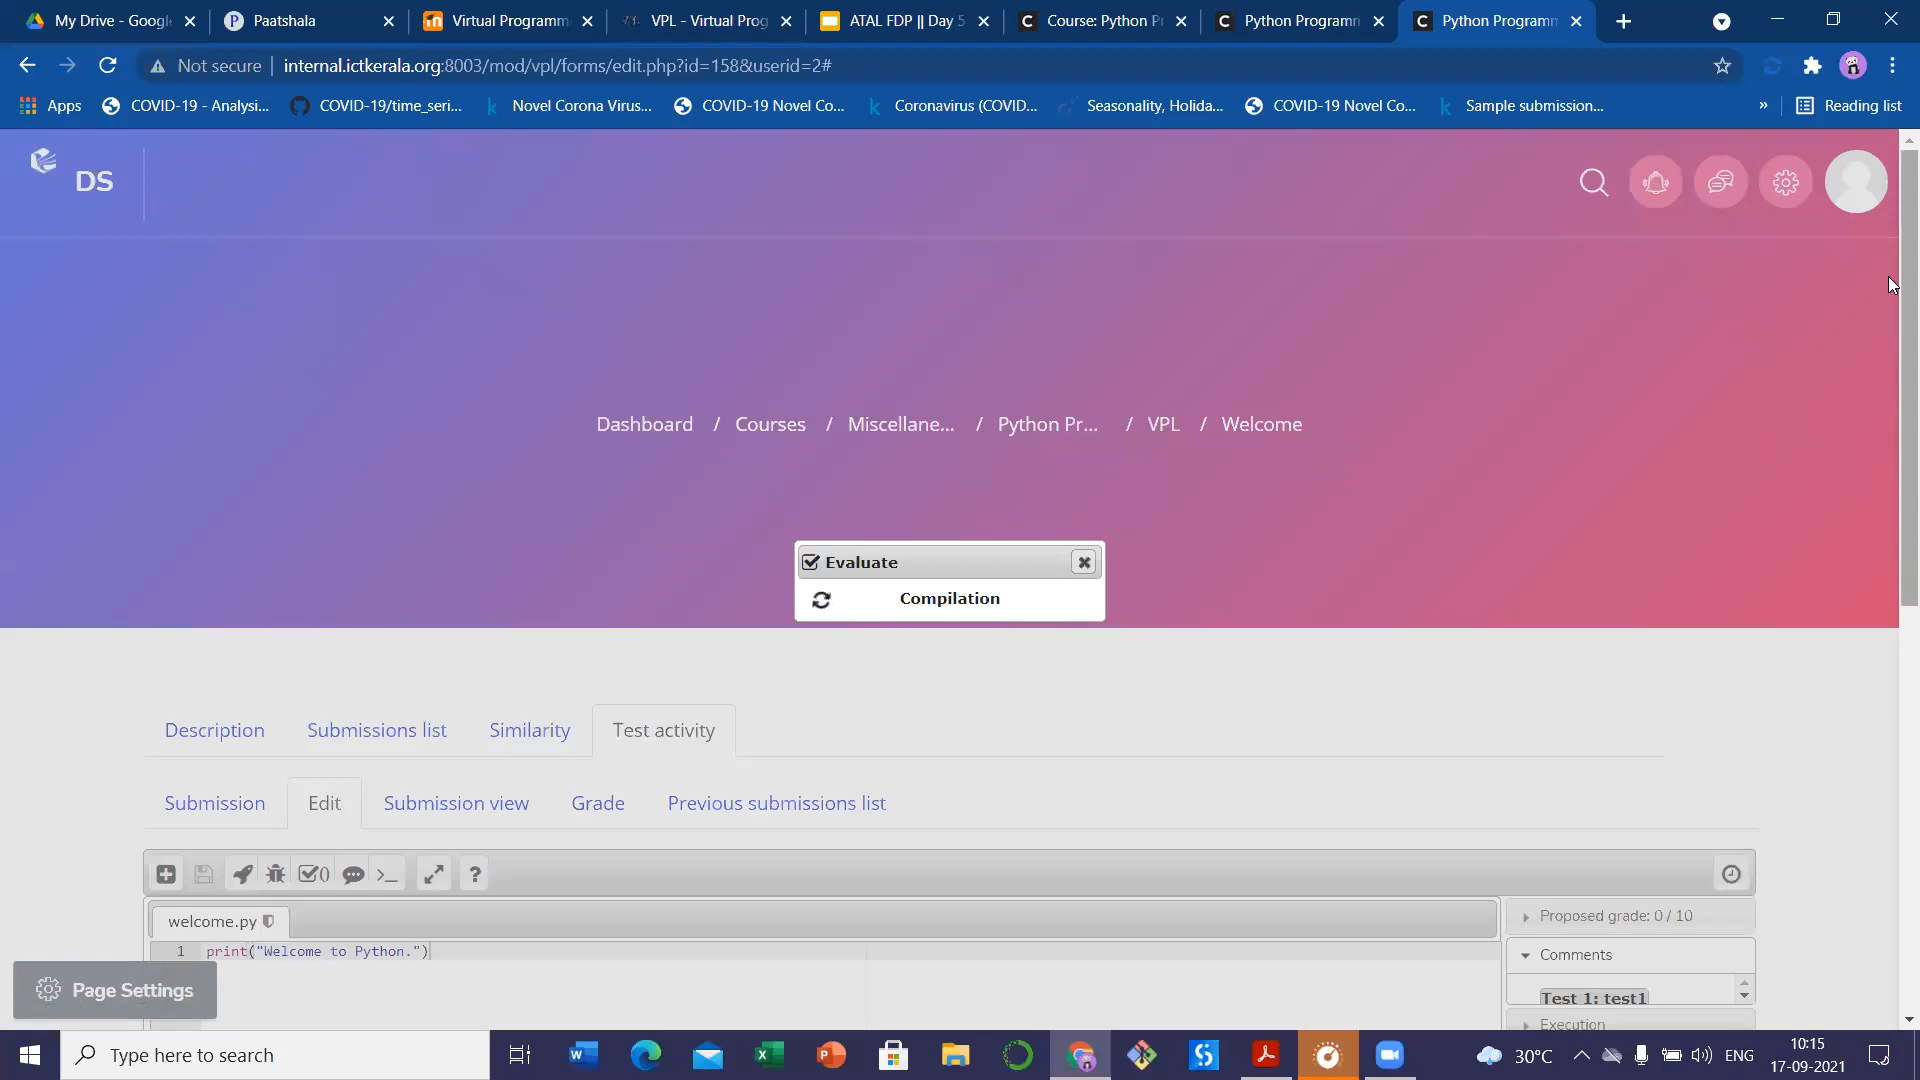 My Drive - Googl
Paatshala
Virtual Programm
VPL - Virtual Prog
ATAL FDP || Day 5
Course: Python P
Python Programm
Python Programm
Not secure
internal.ictkerala.org:8003/mod/vpl/forms/edit.php?id=158&userid=2#
Apps
COVID-19 - Analysi...
COVID-19/time_seri...
Novel Corona Virus...
COVID-19 Novel Co...
Coronavirus (COVID...
Seasonality, Holida...
COVID-19 Novel Co...
Sample submission...
»
Reading list
DS
Dashboard / Courses / Miscellane... / Python Pr... / VPL / Welcome
Evaluate
Compilation
Description
Submissions list
Similarity
Test activity
Submission
Edit
Submission view
Grade
Previous submissions list
0
>_
?
welcome.py
1 print("Welcome to Python.")
Proposed grade: 0 / 10
Comments
Test 1: test1
Execution
Page Settings
Type here to search
30°C
ENG
10:15
17-09-2021